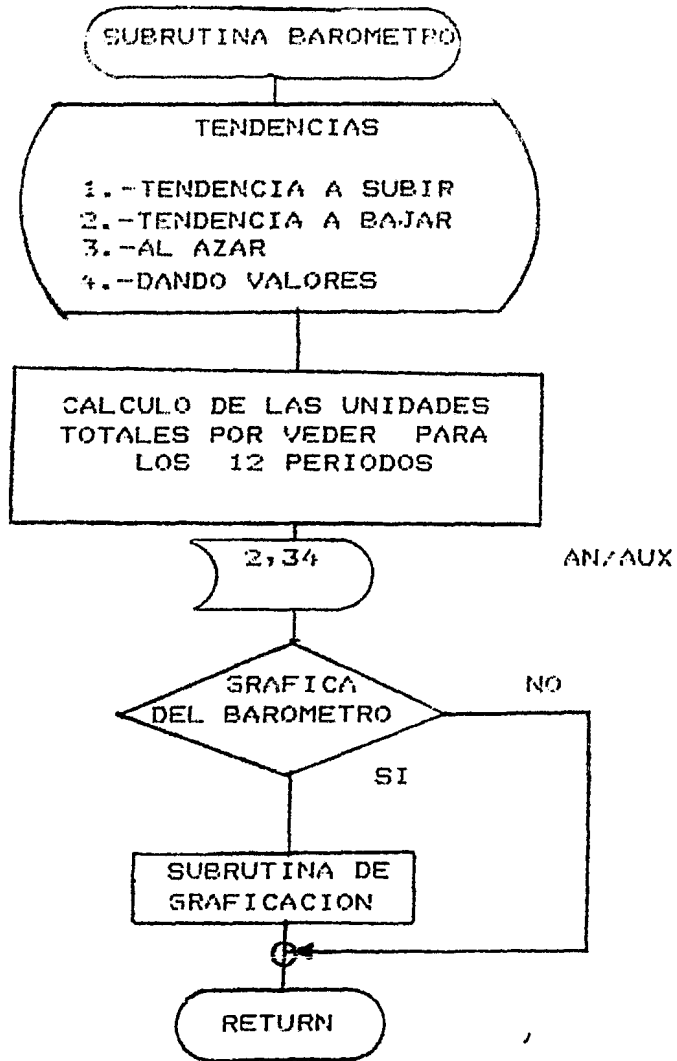 SUBRUTINA BAROMETRO
TENDENCIAS
1.-TENDENCIA A SUBIR
2.-TENDENCIA A BAJAR
3.-AL AZAR
4.-DANDO VALORES
CALCULO DE LAS UNIDADES
TOTALES POR VEDER PARA
LOS 12 PERIODOS
2,34
AN/AUX
GRAFICA
DEL BAROMETRO
NO
SI
SUBRUTINA DE
GRAFICACION
RETURN